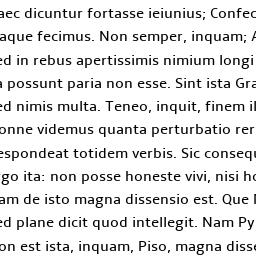 aec dicuntur fortasse ieiunius; Confec
aque fecimus. Non semper, inquam;
ed in rebus apertissimis nimium longi
possunt paria non esse. Sint ista Gra
ed nimis multa. Teneo, inquit, finem il
onne videmus quanta perturbatio rer
espondeat totidem verbis. Sic consequ
go ita: non posse honeste vivi, nisi ho
am de isto magna dissensio est. Que
ed plane dicit quod intellegit. Nam Py
on est ista, inquam, Piso, magna disse